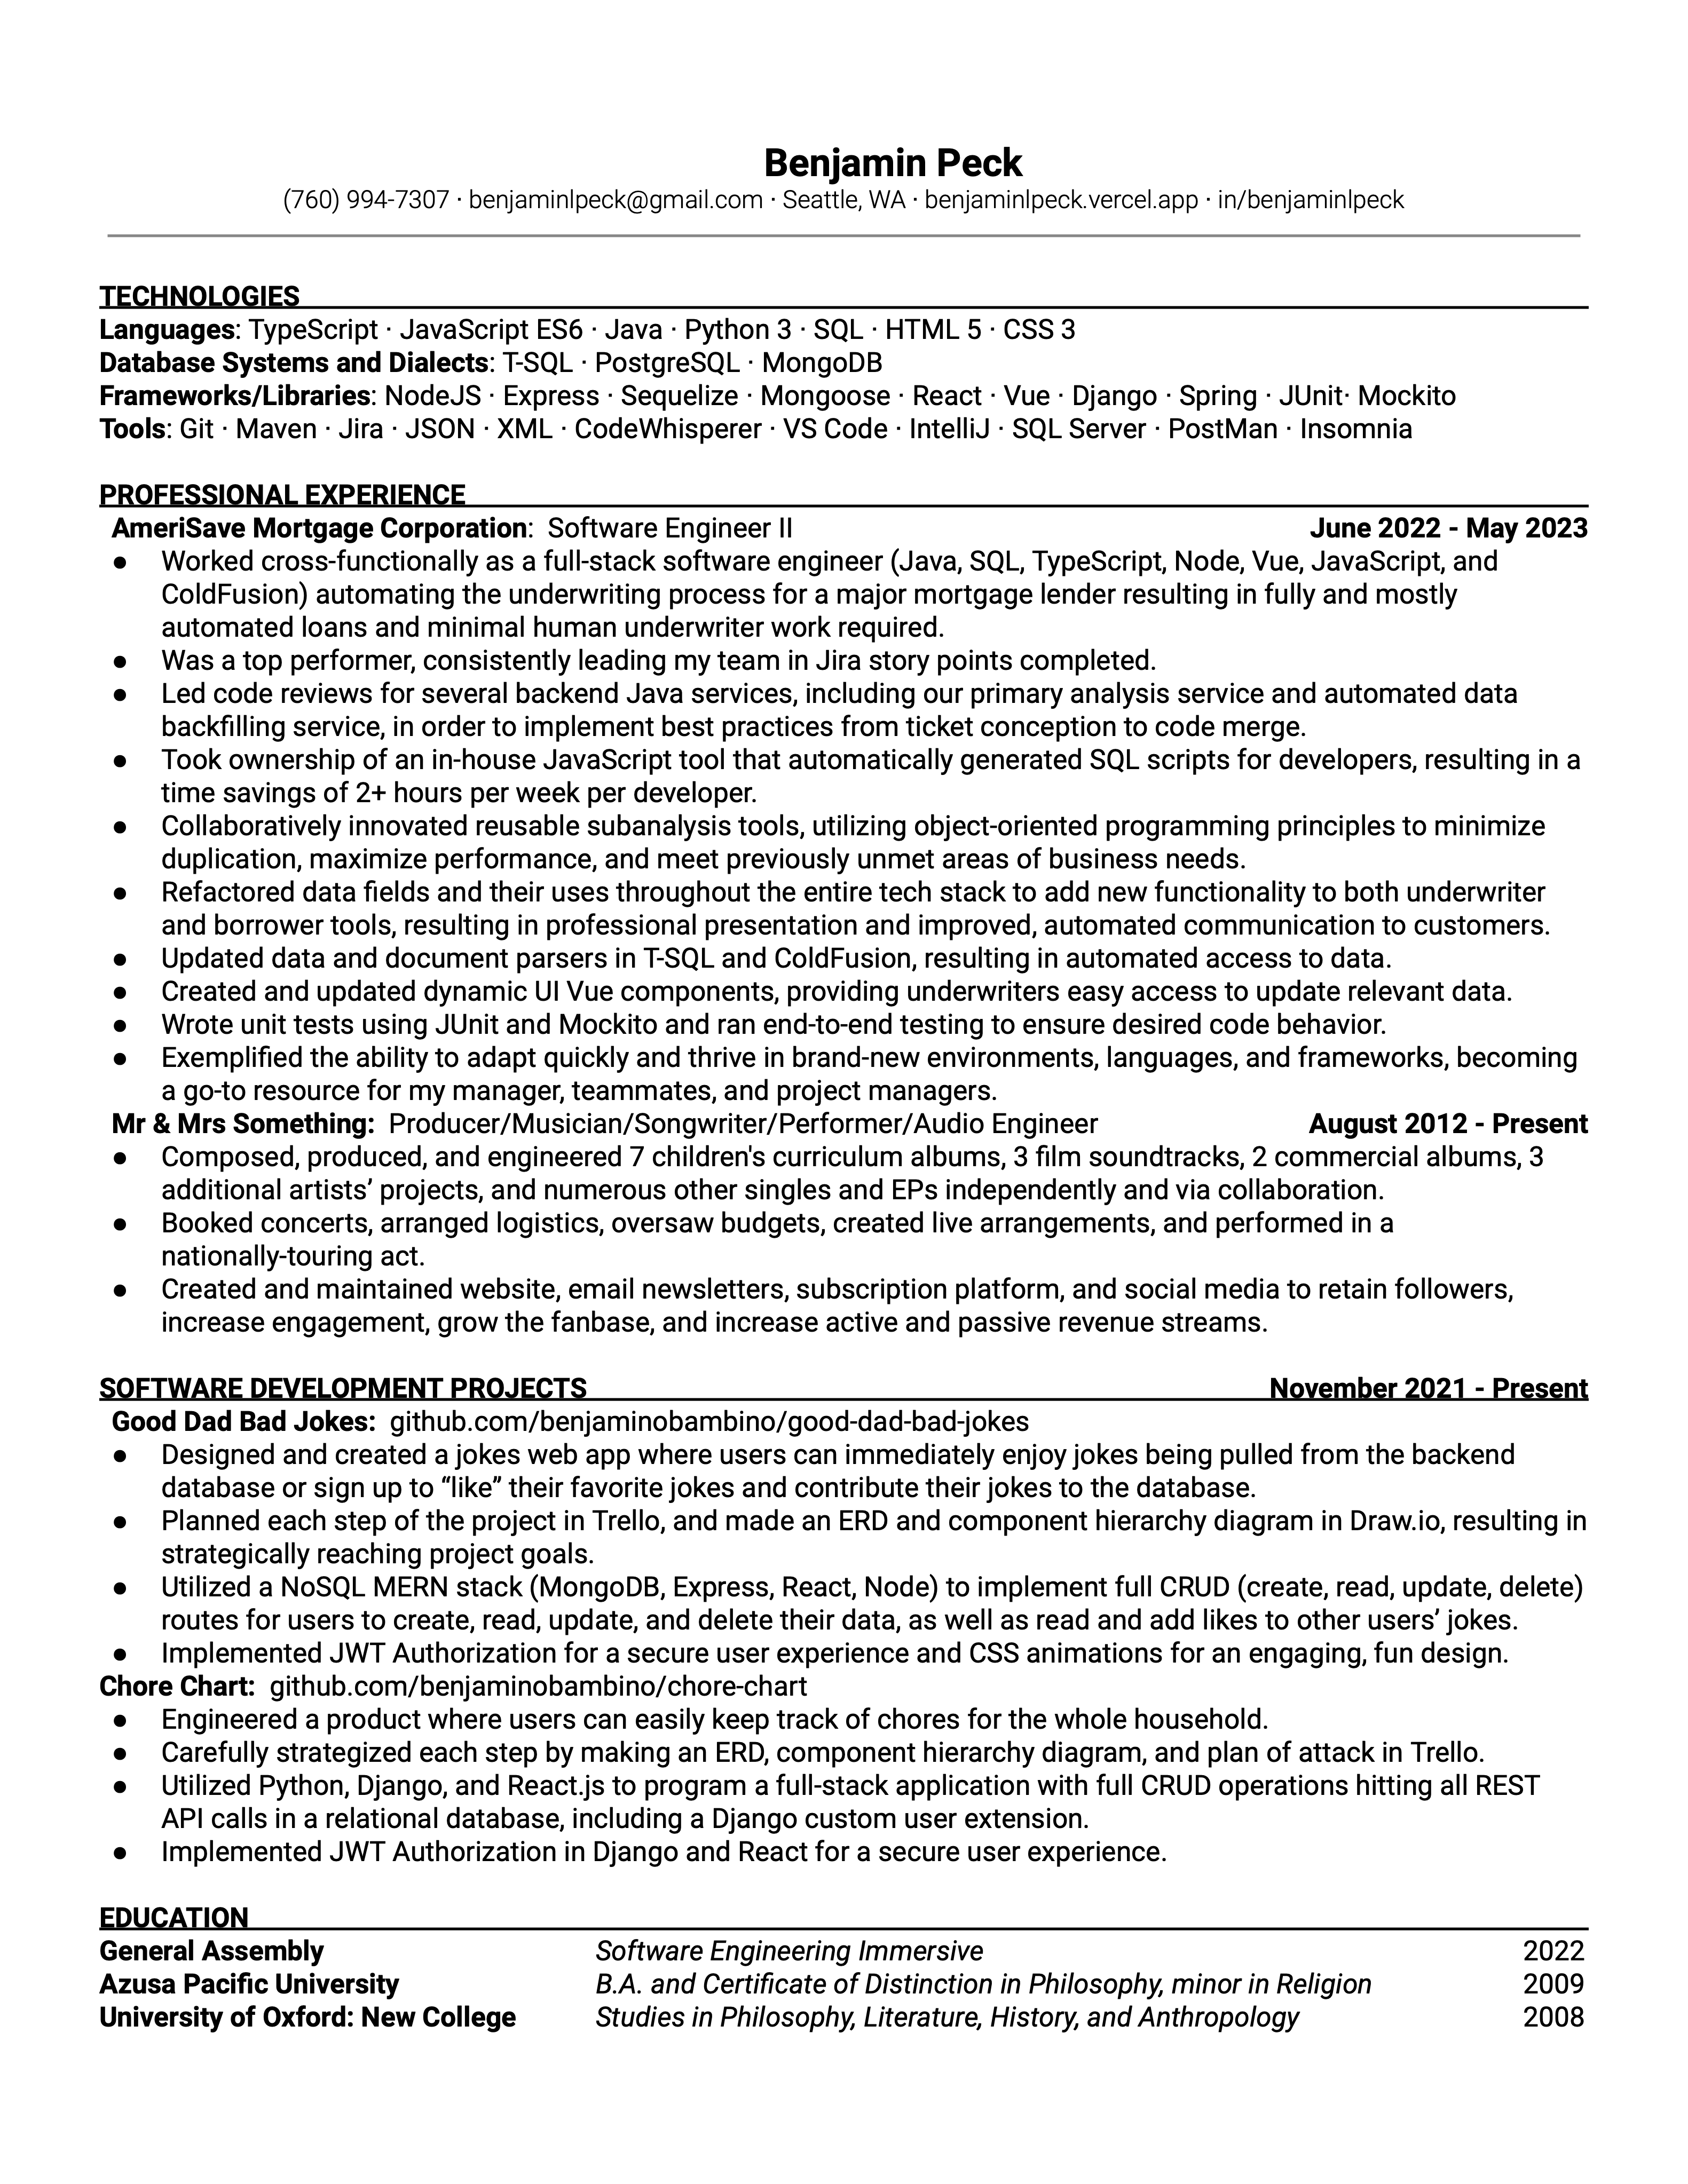 Benjamin Peck
(760) 994-7307 · benjaminlpeck@gmail.com · Seattle, WA · benjaminlpeck.vercel.app · in/benjaminlpeck
TECHNOLOGIES
Languages: TypeScript · JavaScript ES6 · Java · Python 3 · SQL · HTML 5 · CSS 3
Database Systems and Dialects: T-SQL · PostgreSQL · MongoDB
Frameworks/Libraries: NodeJS · Express · Sequelize · Mongoose · React · Vue · Django · Spring · JUnit· Mockito
Tools: Git · Maven · Jira · JSON · XML · CodeWhisperer · VS Code · IntelliJ · SQL Server · PostMan · Insomnia
PROFESSIONAL EXPERIENCE
AmeriSave Mortgage Corporation: Software Engineer II June 2022 - May 2023
● Worked cross-functionally as a full-stack software engineer (Java, SQL, TypeScript, Node, Vue, JavaScript, and
ColdFusion) automating the underwriting process for a major mortgage lender resulting in fully and mostly
automated loans and minimal human underwriter work required.
● Was a top performer, consistently leading my team in Jira story points completed.
● Led code reviews for several backend Java services, including our primary analysis service and automated data
backfilling service, in order to implement best practices from ticket conception to code merge.
● Took ownership of an in-house JavaScript tool that automatically generated SQL scripts for developers, resulting in a
time savings of 2+ hours per week per developer.
● Collaboratively innovated reusable subanalysis tools, utilizing object-oriented programming principles to minimize
duplication, maximize performance, and meet previously unmet areas of business needs.
● Refactored data fields and their uses throughout the entire tech stack to add new functionality to both underwriter
and borrower tools, resulting in professional presentation and improved, automated communication to customers.
● Updated data and document parsers in T-SQL and ColdFusion, resulting in automated access to data.
● Created and updated dynamic UI Vue components, providing underwriters easy access to update relevant data.
● Wrote unit tests using JUnit and Mockito and ran end-to-end testing to ensure desired code behavior.
● Exemplified the ability to adapt quickly and thrive in brand-new environments, languages, and frameworks, becoming
a go-to resource for my manager, teammates, and project managers.
Mr & Mrs Something: Producer/Musician/Songwriter/Performer/Audio Engineer August 2012 - Present
● Composed, produced, and engineered 7 children's curriculum albums, 3 film soundtracks, 2 commercial albums, 3
additional artists’ projects, and numerous other singles and EPs independently and via collaboration.
● Booked concerts, arranged logistics, oversaw budgets, created live arrangements, and performed in a
nationally-touring act.
● Created and maintained website, email newsletters, subscription platform, and social media to retain followers,
increase engagement, grow the fanbase, and increase active and passive revenue streams.
SOFTWARE DEVELOPMENT PROJECTS November 2021 - Present
Good Dad Bad Jokes: github.com/benjaminobambino/good-dad-bad-jokes
● Designed and created a jokes web app where users can immediately enjoy jokes being pulled from the backend
database or sign up to “like” their favorite jokes and contribute their jokes to the database.
● Planned each step of the project in Trello, and made an ERD and component hierarchy diagram in Draw.io, resulting in
strategically reaching project goals.
● Utilized a NoSQL MERN stack (MongoDB, Express, React, Node) to implement full CRUD (create, read, update, delete)
routes for users to create, read, update, and delete their data, as well as read and add likes to other users’ jokes.
● Implemented JWT Authorization for a secure user experience and CSS animations for an engaging, fun design.
Chore Chart: github.com/benjaminobambino/chore-chart
● Engineered a product where users can easily keep track of chores for the whole household.
● Carefully strategized each step by making an ERD, component hierarchy diagram, and plan of attack in Trello.
● Utilized Python, Django, and React.js to program a full-stack application with full CRUD operations hitting all REST
API calls in a relational database, including a Django custom user extension.
● Implemented JWT Authorization in Django and React for a secure user experience.
EDUCATION
General Assembly Software Engineering Immersive 2022
Azusa Pacific University B.A. and Certificate of Distinction in Philosophy, minor in Religion 2009
University of Oxford: New College Studies in Philosophy, Literature, History, and Anthropology 2008